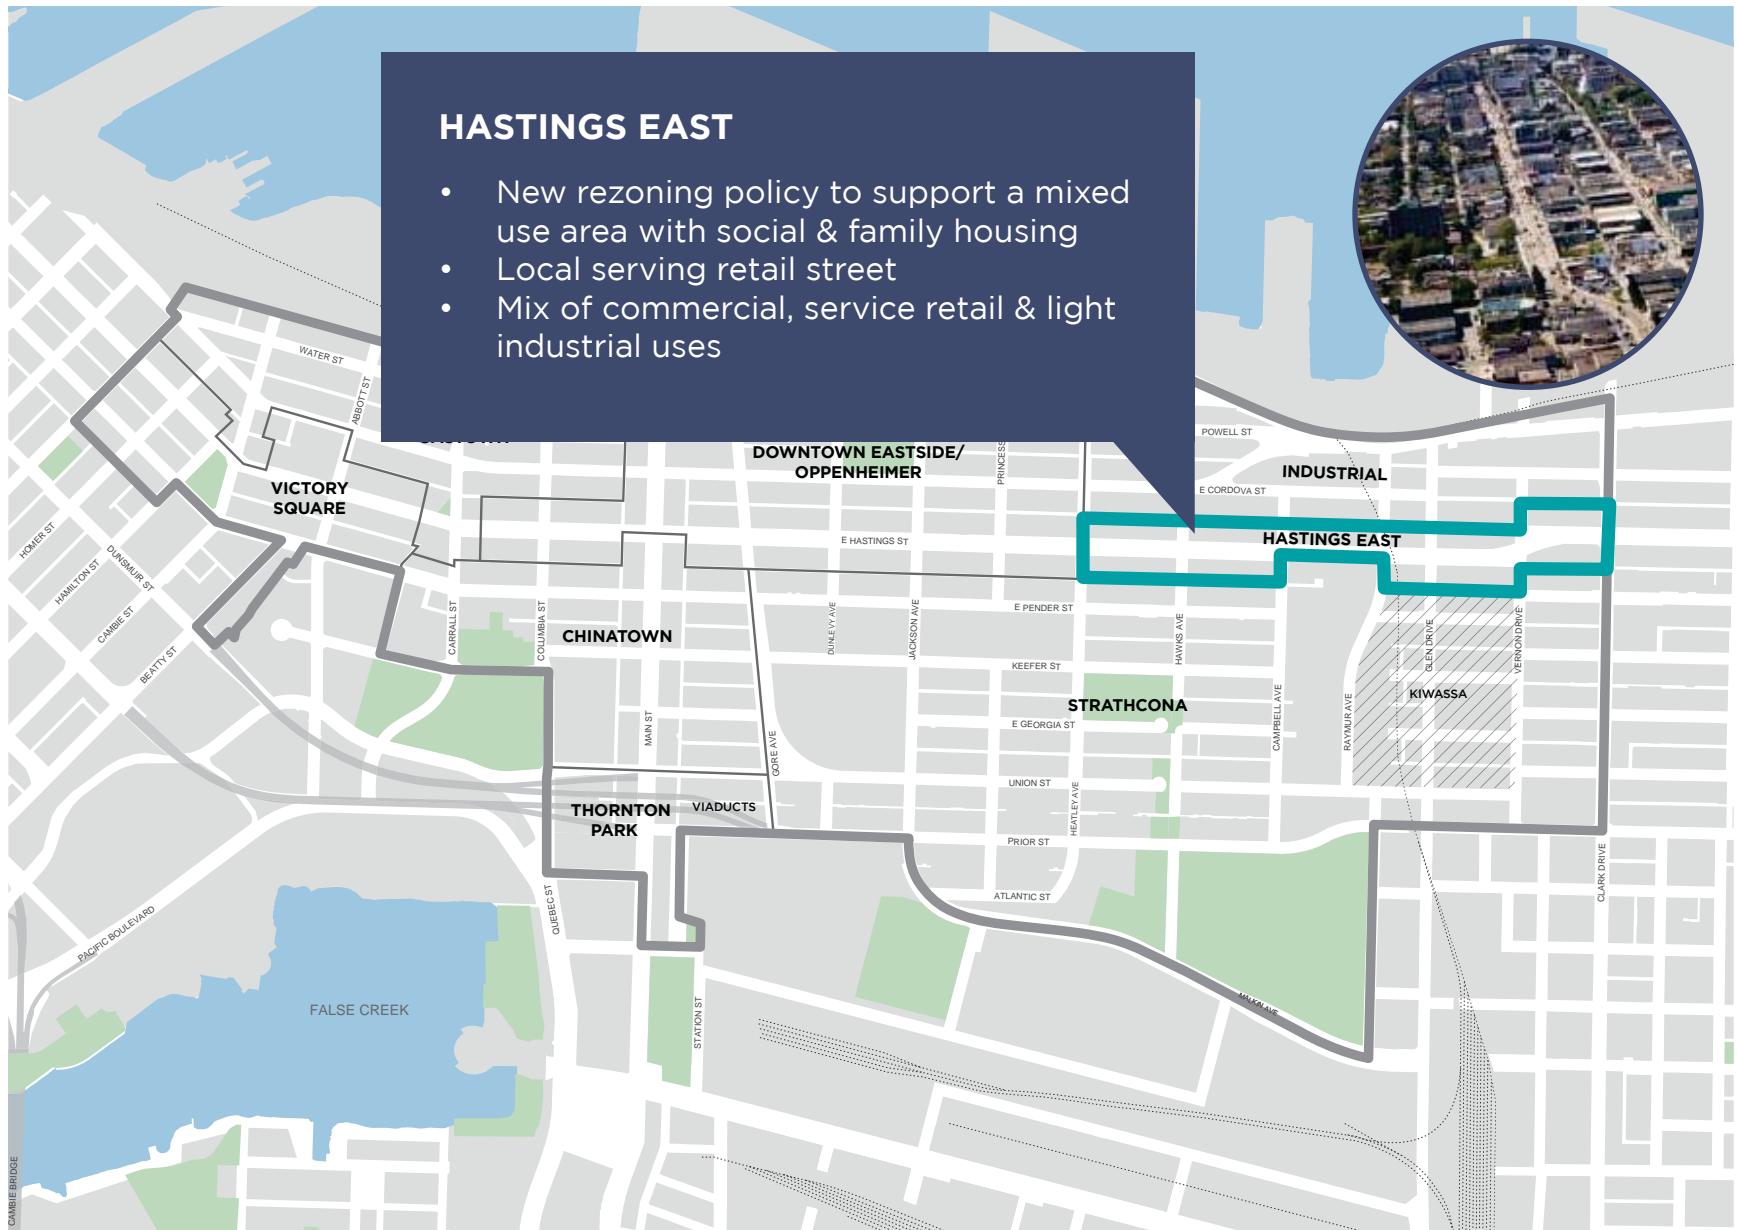 HASTINGS EAST
• New rezoning policy to support a mixed
use area with social & family housing
• Local serving retail street
• Mix of commercial, service retail & light
industrial uses
WATER ST
ABBOTT ST
POWELL ST
DOWNTOWN EASTSIDE/
OPPENHEIMER
PRINCESS
INDUSTRIAL
E CORDOVA ST
VICTORY
SQUARE
E HASTINGS ST
HASTINGS EAST
HOMER ST
HAMILTON ST
DUNSMUIR ST
CAMBIE ST
BEATTY ST
CARRALL ST
COLUMBIA ST
CHINATOWN
MAIN ST
GORE AVE
DUNLEVY AVE
JACKSON AVE
E PENDER ST
HAWKS AVE
KEEFER ST
STRATHCONA
E GEORGIA ST
CAMPBELL AVE
RAYMUR AVE
GLEN DRIVE
VERNON DRIVE
KIWASSA
UNION ST
HEATLEY AVE
THORNTON
PARK
VIADUCTS
PRIOR ST
ATLANTIC ST
CLARK DRIVE
QUEBEC ST
PACIFIC BOULEVARD
FALSE CREEK
STATION ST
MALKIN AVE
CAMBIE BRIDGE